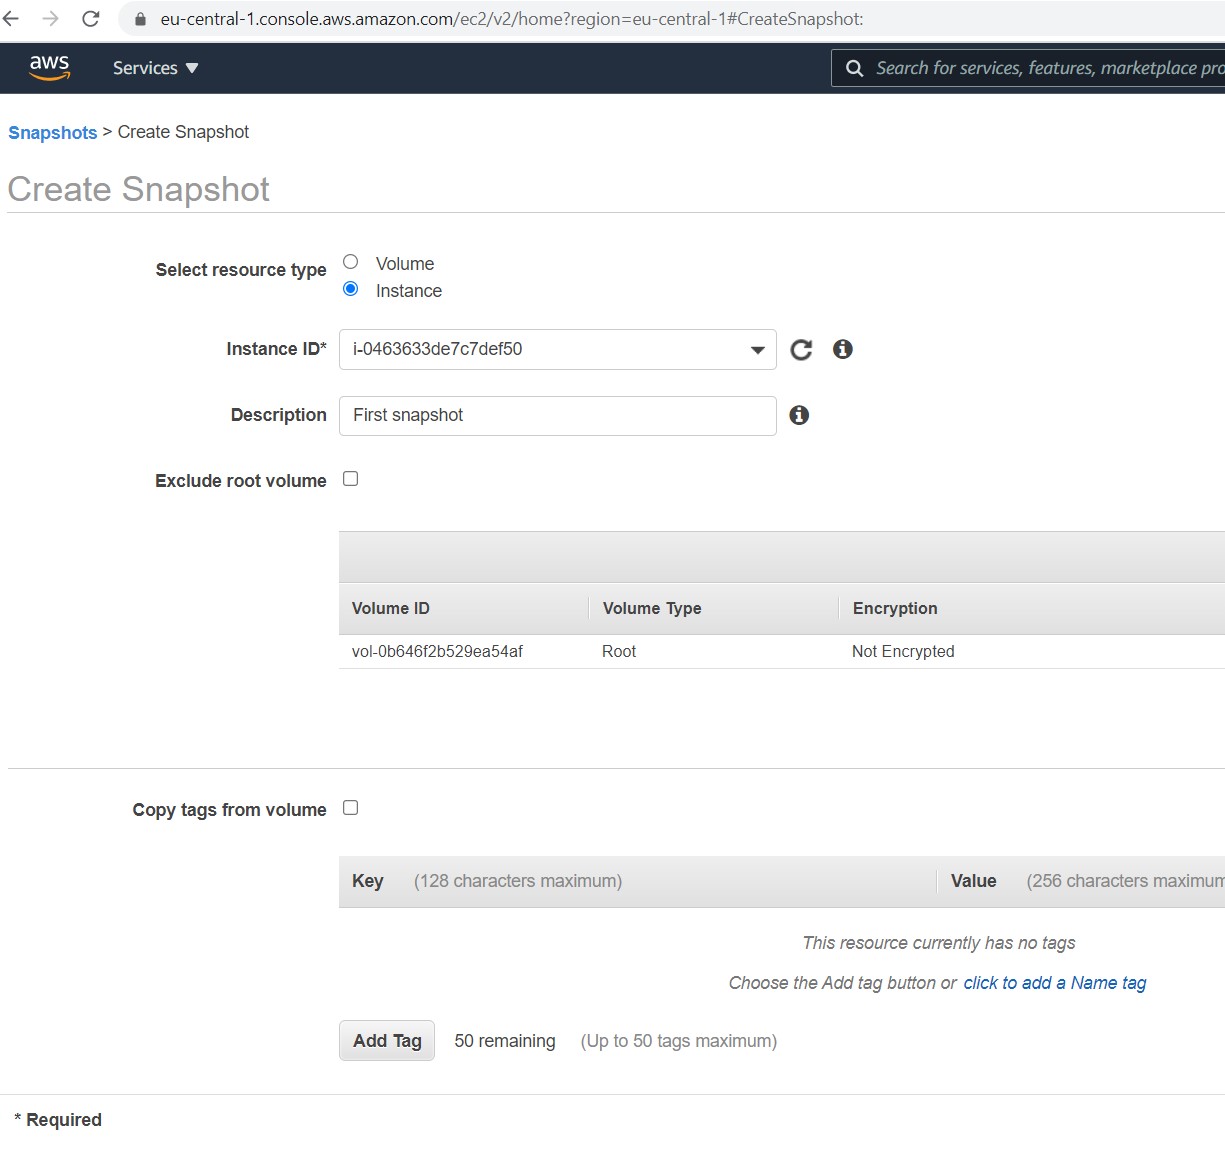 eu-central-1.console.aws.amazon.com/ec2/v2/home?region=eu-central-1#CreateSnapshot:
aws Services Search for services, features, marketplace pro
Snapshots > Create Snapshot
Create Snapshot
Select resource type Volume
Instance
Instance ID* i-0463633de7c7def50
Description First snapshot
Exclude root volume
Volume ID Volume Type Encryption
vol-0b646f2b529ea54af Root Not Encrypted
Copy tags from volume
Key (128 characters maximum) Value (256 characters maximum
This resource currently has no tags
Choose the Add tag button or click to add a Name tag
Add Tag 50 remaining (Up to 50 tags maximum)
* Required